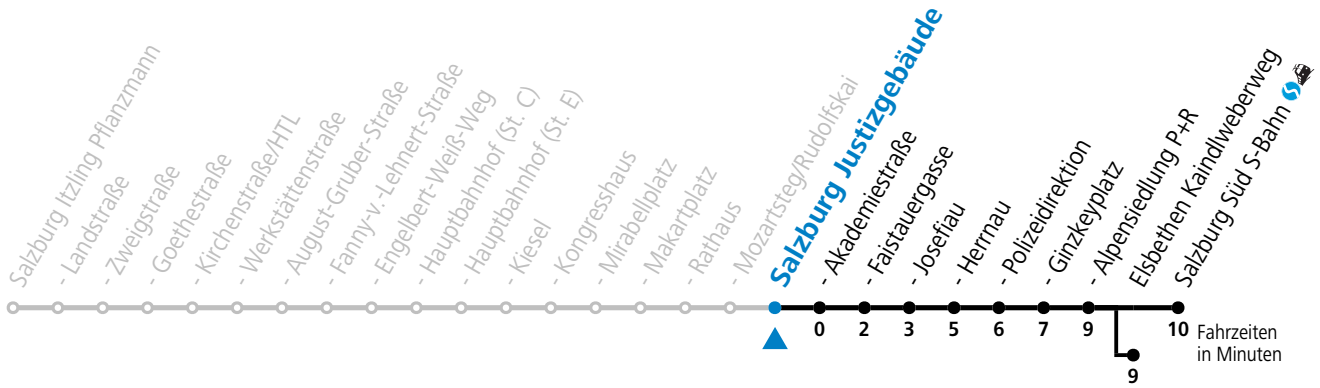 Salzburg Itzling Pflanzmann
- Landstraße
- Zweigstraße
- Goethestraße
- Kirchenstraße/HTL
- Werkstättenstraße
- August-Gruber-Straße
- Fanny-v.-Lehnert-Straße
- Engelbert-Weiß-Weg
- Hauptbahnhof (St. C)
- Hauptbahnhof (St. E)
- Kiesel
- Kongresshaus
- Mirabellplatz
- Makartplatz
- Rathaus
- Mozartsteg/Rudolfskai
Salzburg Justizgebäude
- Akademiestraße
- Faistauergasse
- Josefiau
- Herrnau
- Polizeidirektion
- Ginzkeyplatz
- Alpensiedlung P+R
Elsbethen Kaindlweberweg
Salzburg Süd S-Bahn
0 2 3 5 6 7 9 10
Fahrzeiten
in Minuten
9